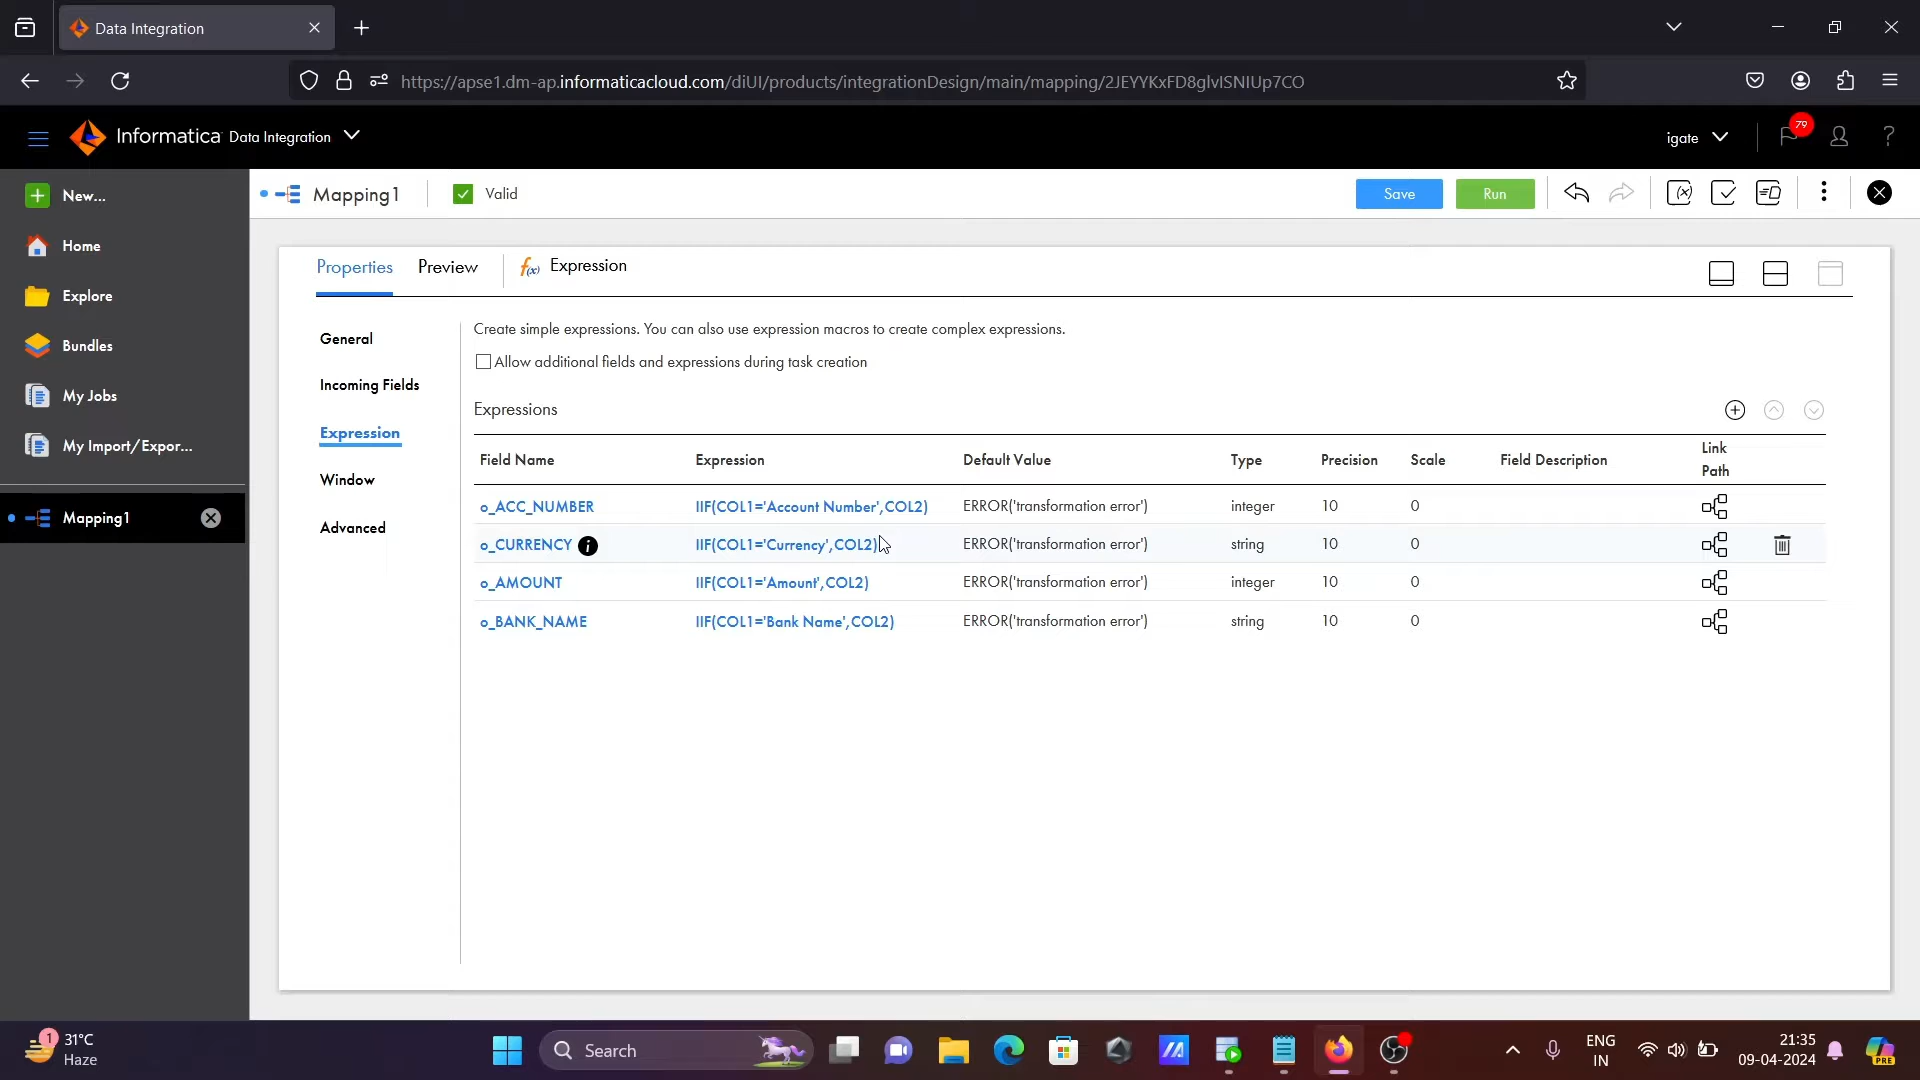 Data Integration
https://apse1.dm-ap.informaticacloud.com/diUI/products/integrationDesign/main/mapping/2JEYYKxFD8glvISNIUp7CO
Informatica Data Integration
igate
79
New...
Mapping1
Valid
Save
Run
Home
Explore
Bundles
My Jobs
My Import/Expor...
Mapping1
Properties
Preview
f(x) Expression
General
Incoming Fields
Expression
Window
Advanced
Create simple expressions. You can also use expression macros to create complex expressions.
Allow additional fields and expressions during task creation
Expressions
Field Name Expression Default Value Type Precision Scale Field Description Link Path
o_ACC_NUMBER IIF(COL1='Account Number',COL2) ERROR('transformation error') integer 10 0
o_CURRENCY IIF(COL1='Currency',COL2) ERROR('transformation error') string 10 0
o_AMOUNT IIF(COL1='Amount',COL2) ERROR('transformation error') integer 10 0
o_BANK_NAME IIF(COL1='Bank Name',COL2) ERROR('transformation error') string 10 0
1
31°C
Haze
Search
ENG
IN
21:35
09-04-2024
PRE